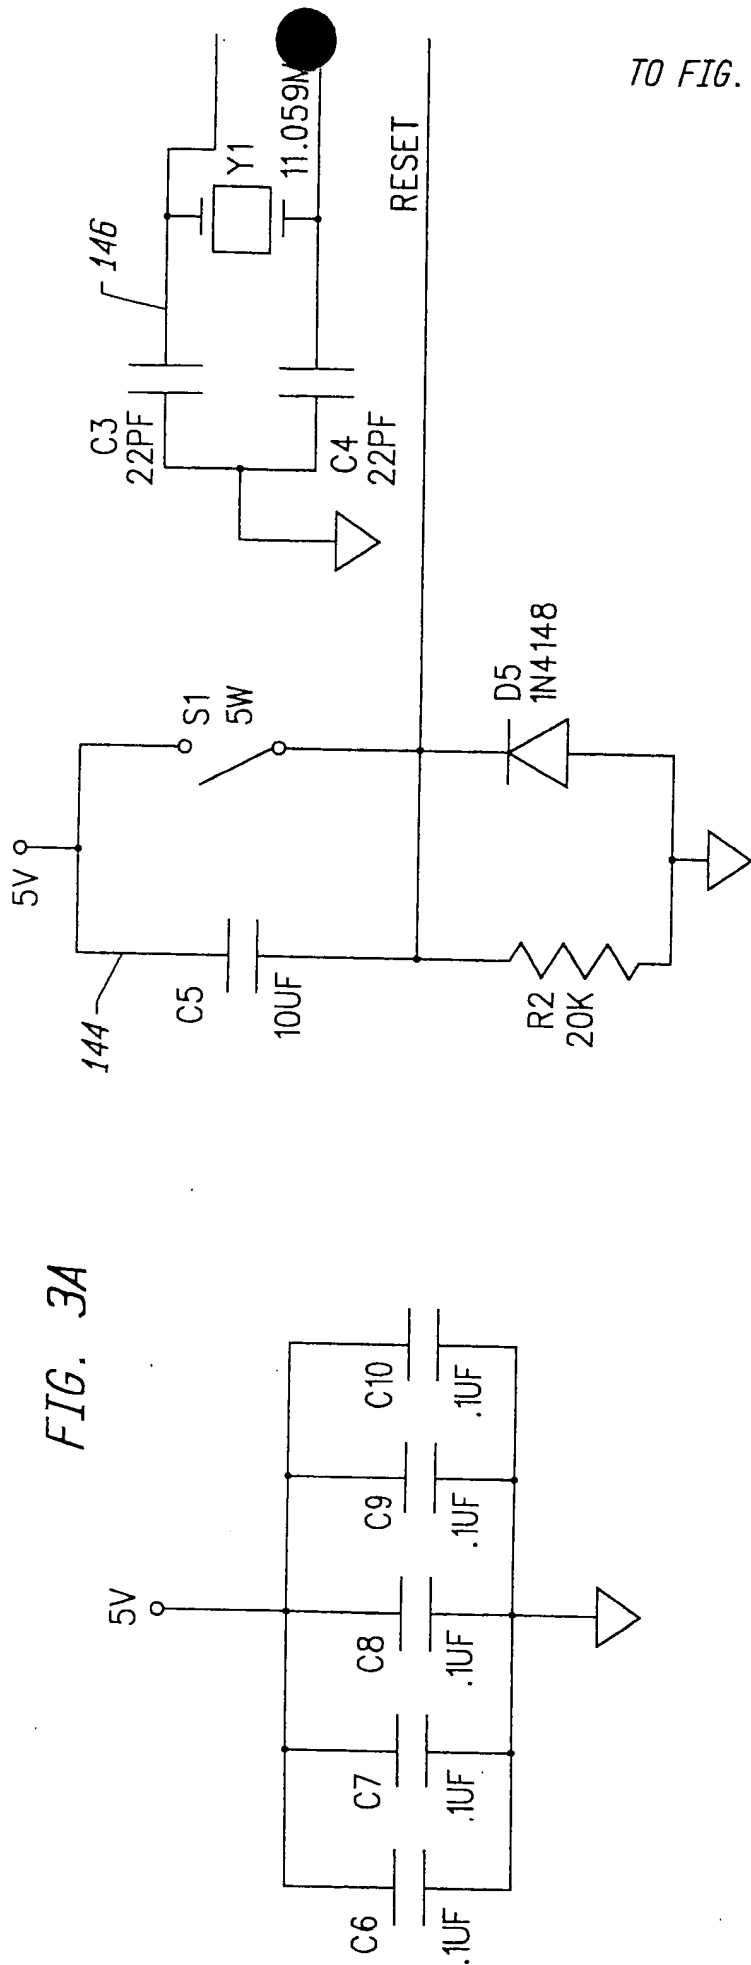 TO FIG.
146
Y1
11.059M
RESET
C3
22PF
C4
22PF
5V
S1
5W
144
C5
10UF
D5
1N4148
R2
20K
FIG. 3A
5V
C6
.1UF
C7
.1UF
C8
.1UF
C9
.1UF
C10
.1UF